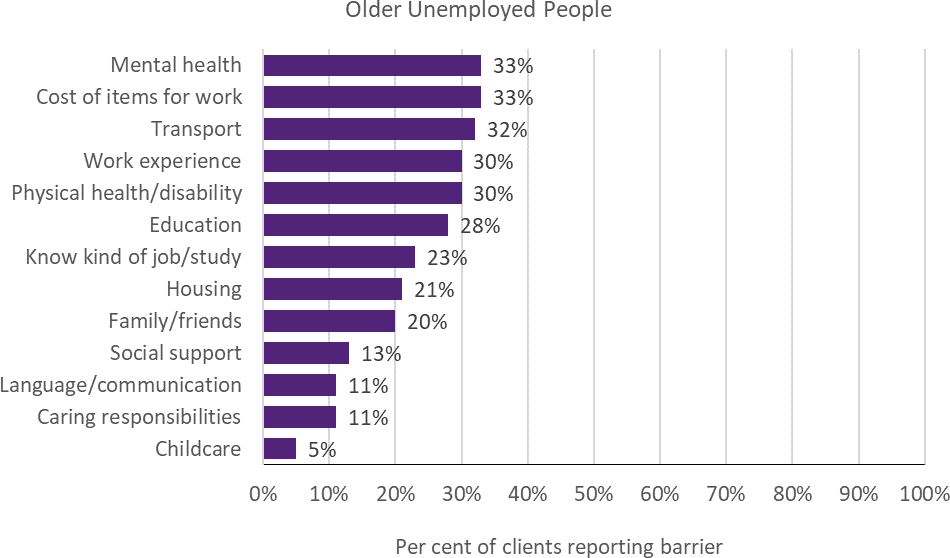 Older Unemployed People
Mental health 33%
Cost of items for work 33%
Transport 32%
Work experience 30%
Physical health/disability 30%
Education 28%
Know kind of job/study 23%
Housing 21%
Family/friends 20%
Social support 13%
Language/communication 11%
Caring responsibilities 11%
Childcare 5%
0% 10% 20% 30% 40% 50% 60% 70% 80% 90% 100%
Per cent of clients reporting barrier